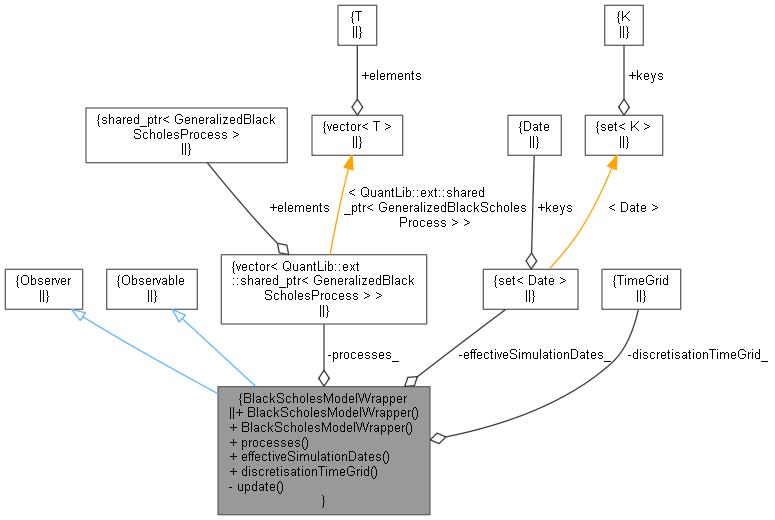 {T
||}
{K
||}
+elements
+keys
{shared_ptr< GeneralizedBlack
ScholesProcess >
||}
{vector< T >
||}
{Date
||}
{set< K >
||}
+elements
< QuantLib::ext::shared
_ptr< GeneralizedBlackScholes
Process > >
+keys
< Date >
{Observer
||}
{Observable
||}
{vector< QuantLib::ext
::shared_ptr< GeneralizedBlack
ScholesProcess > >
||}
{set< Date >
||}
{TimeGrid
||}
-processes_
-effectiveSimulationDates_
-discretisationTimeGrid_
{BlackScholesModelWrapper
||+ BlackScholesModelWrapper()
+ BlackScholesModelWrapper()
+ processes()
+ effectiveSimulationDates()
+ discretisationTimeGrid()
- update()
}